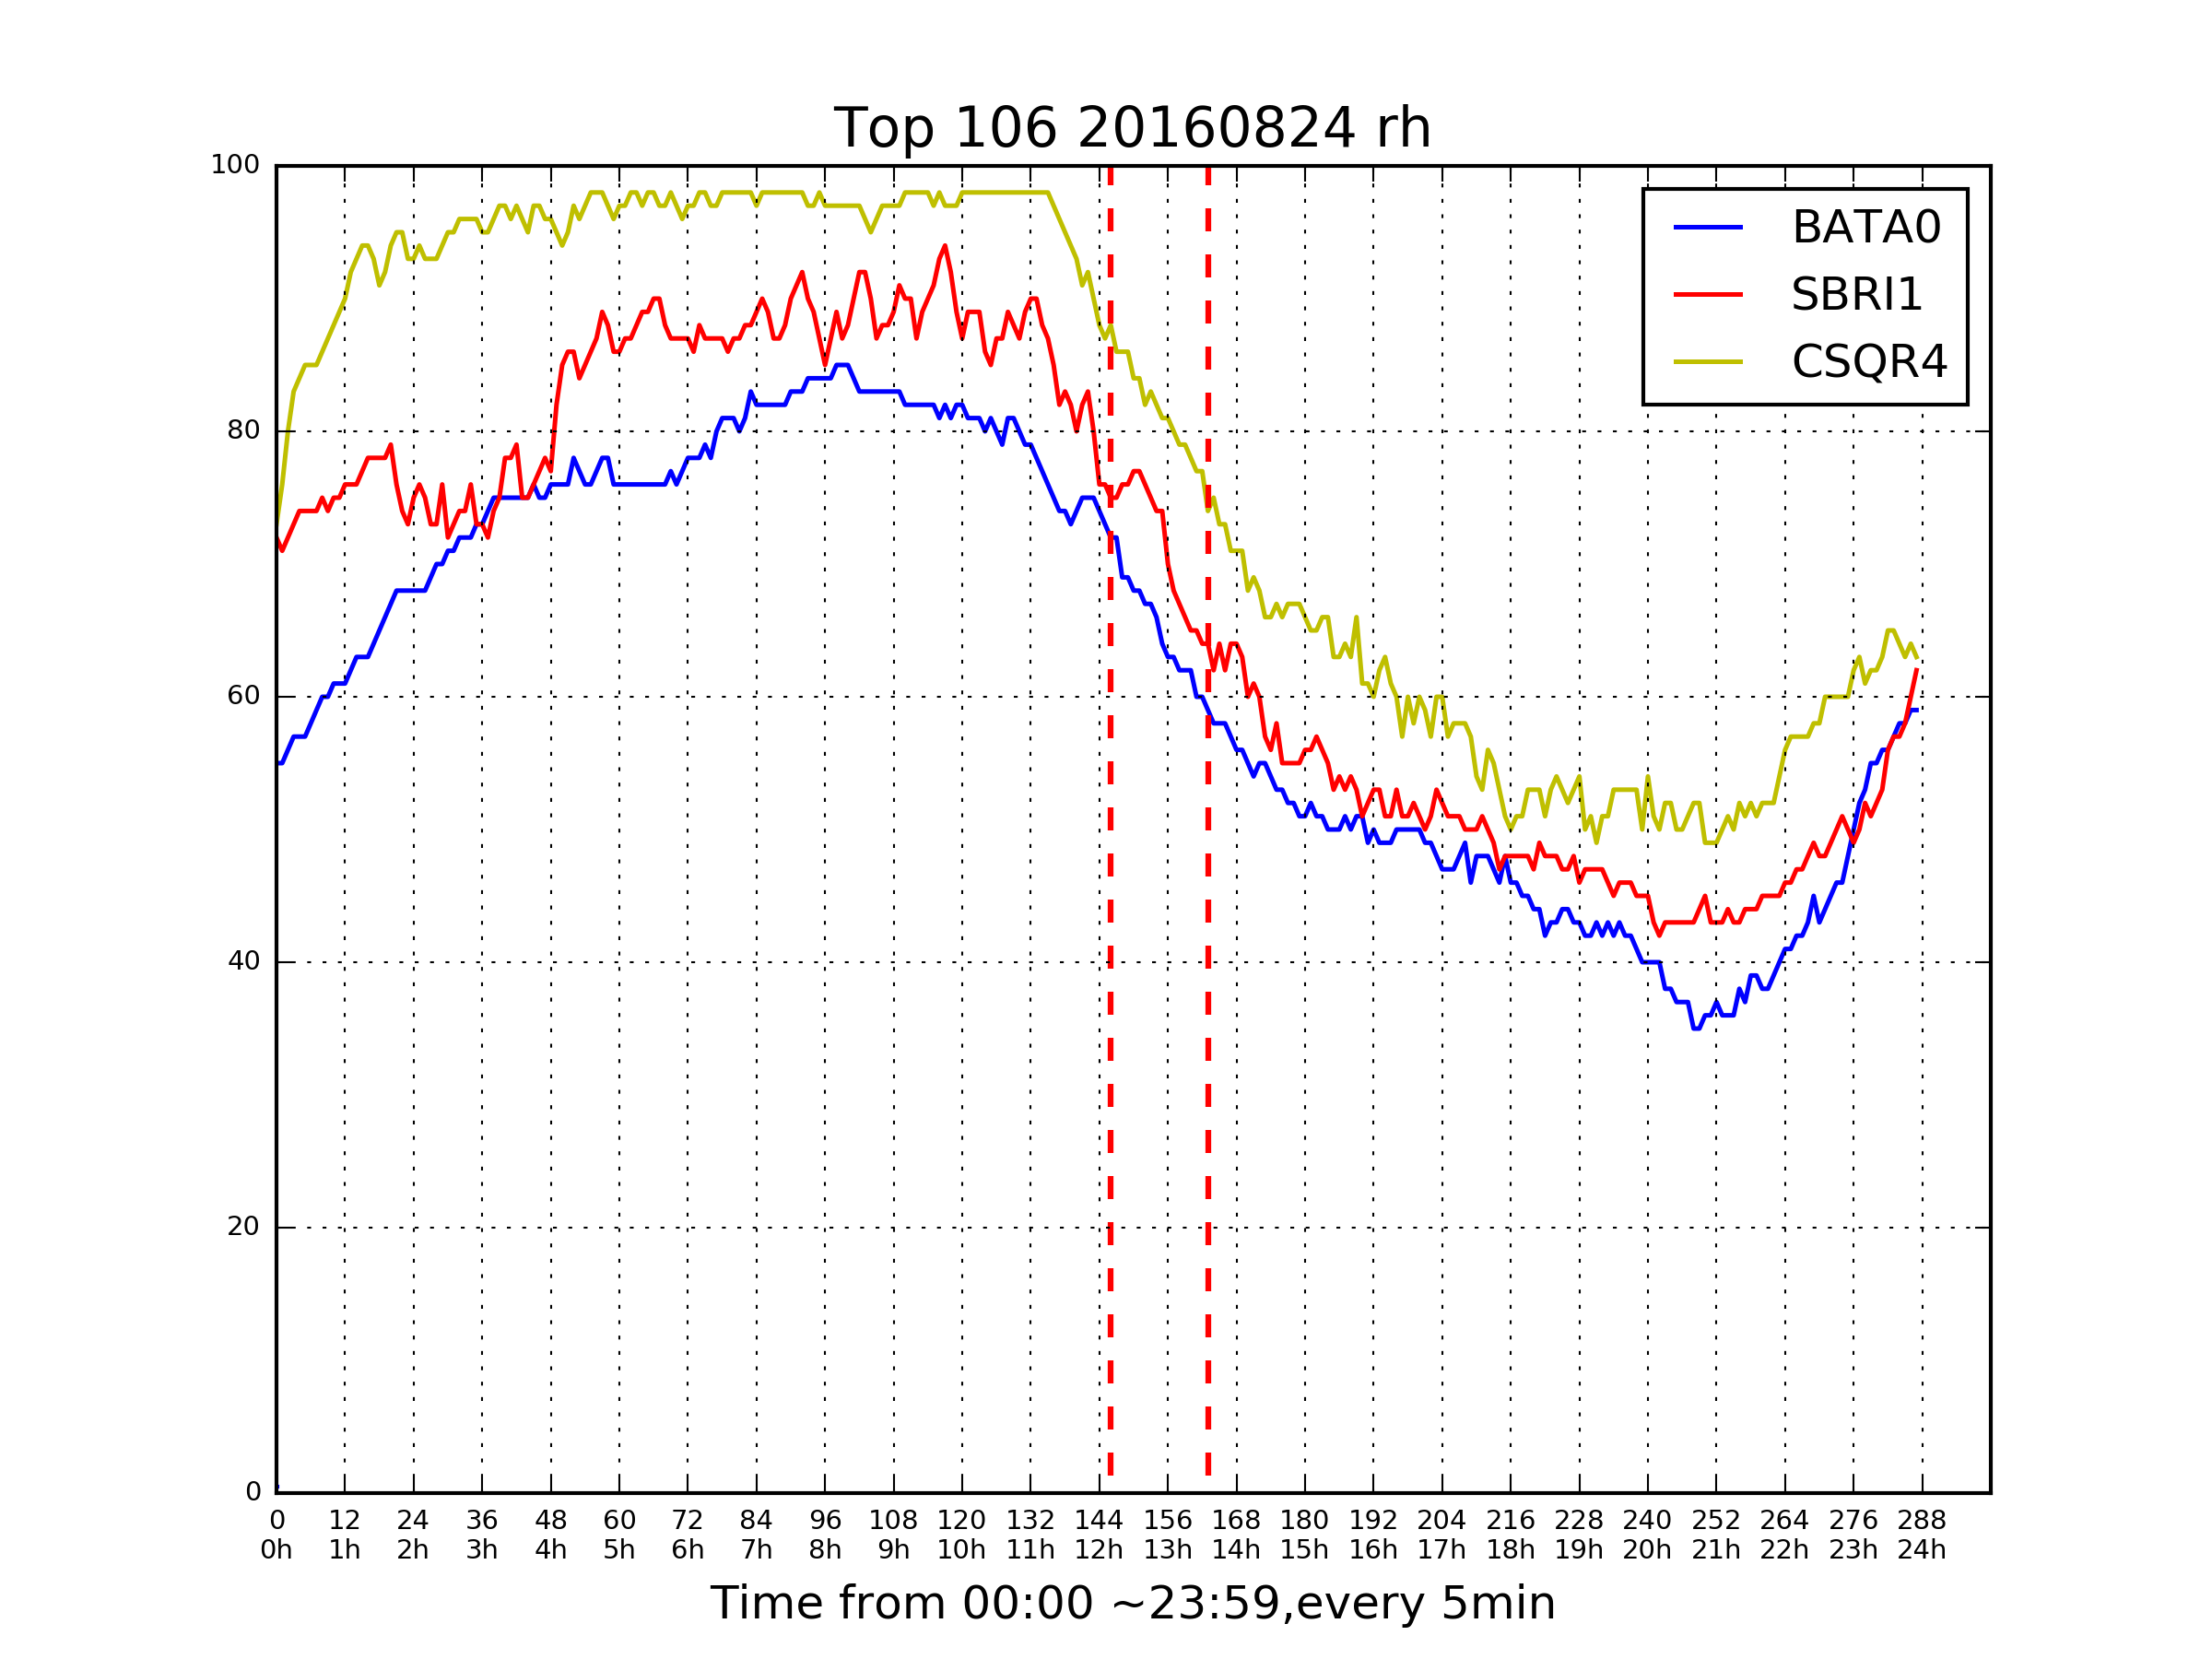 Top 106 20160824 rh
100
80
60
40
20
0
BATA0
SBRI1
CSQR4
0 12 24 36 48 60 72 84 96 108 120 132 144 156 168 180 192 204 216 228 240 252 264 276 288
0h 1h 2h 3h 4h 5h 6h 7h 8h 9h 10h 11h 12h 13h 14h 15h 16h 17h 18h 19h 20h 21h 22h 23h 24h
Time from 00:00 ~23:59,every 5min